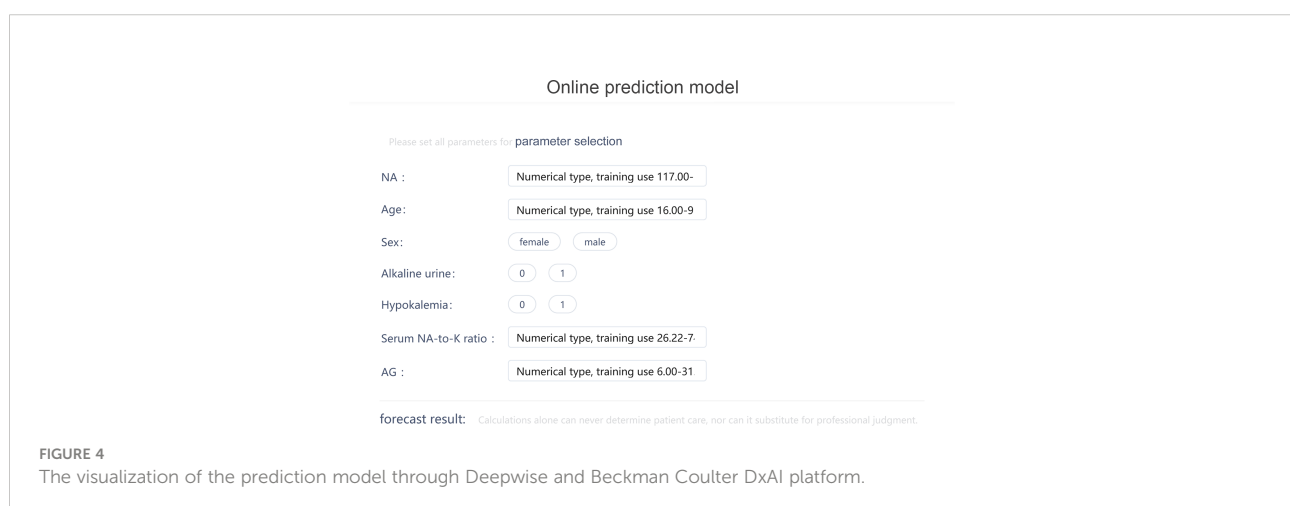 Online prediction model
Please set all parameters for parameter selection
NA : Numerical type, training use 117.00-
Age: Numerical type, training use 16.00-9
Sex: female male
Alkaline urine: 0 1
Hypokalemia: 0 1
Serum NA-to-K ratio : Numerical type, training use 26.22-7
AG : Numerical type, training use 6.00-31
forecast result: Calculations alone can never determine patient care, nor can it substitute for professional judgment.
FIGURE 4
The visualization of the prediction model through Deepwise and Beckman Coulter DxAI platform.